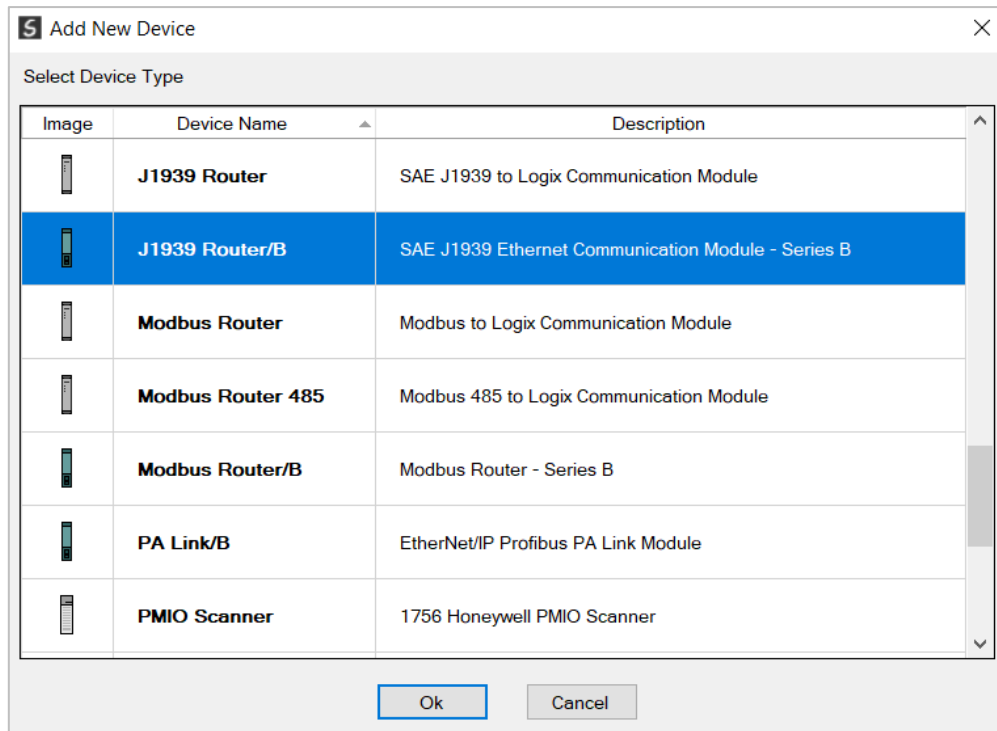 S Add New Device
Select Device Type
Image Device Name Description
J1939 Router SAE J1939 to Logix Communication Module
J1939 Router/B SAE J1939 Ethernet Communication Module - Series B
Modbus Router Modbus to Logix Communication Module
Modbus Router 485 Modbus 485 to Logix Communication Module
Modbus Router/B Modbus Router - Series B
PA Link/B EtherNet/IP Profibus PA Link Module
PMIO Scanner 1756 Honeywell PMIO Scanner
Ok Cancel